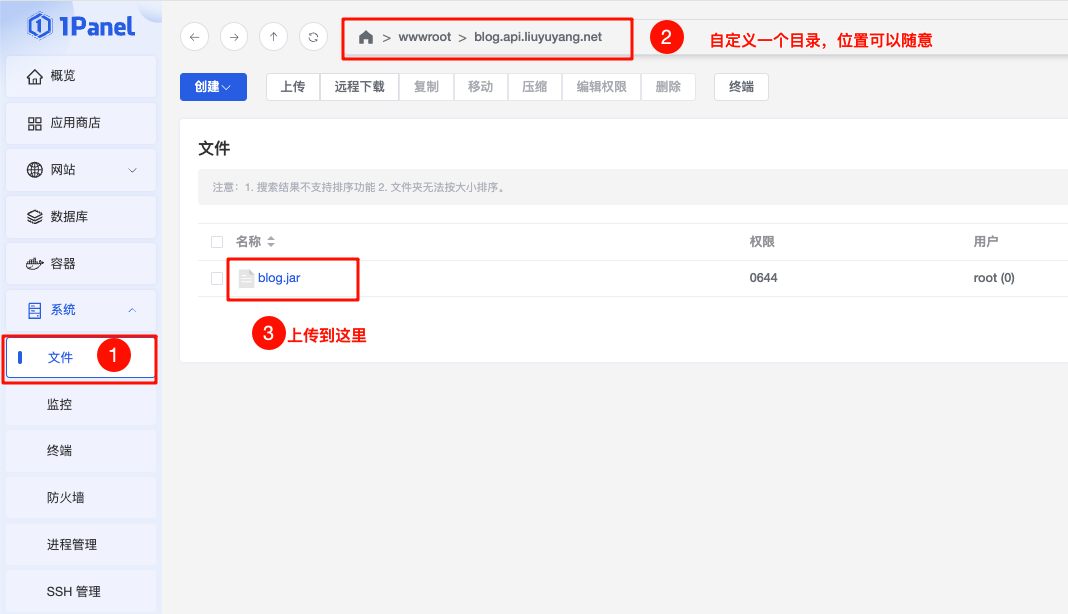 1Panel
概览
应用商店
网站
数据库
容器
系统
文件
1
监控
终端
防火墙
进程管理
SSH 管理
> wwwroot > blog.api.liuyuyang.net
2
自定义一个目录，位置可以随意
创建 上传 远程下载 复制 移动 压缩 编辑权限 删除 终端
文件
注意：1. 搜索结果不支持排序功能 2. 文件夹无法按大小排序。
名称 权限 用户
blog.jar 0644 root (0)
3 上传到这里